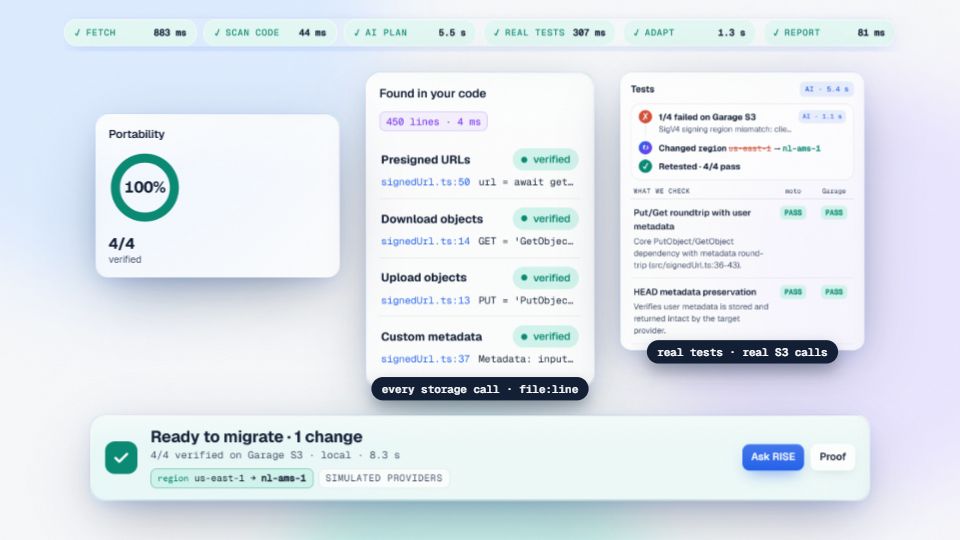 ✓ FETCH 883 ms ✓ SCAN CODE 44 ms ✓ AI PLAN 5.5 s ✓ REAL TESTS 307 ms ✓ ADAPT 1.3 s ✓ REPORT 81 ms
Portability
100%
4/4
verified
Found in your code
450 lines · 4 ms
Presigned URLs verified
signedUrl.ts:50 url = await get…
Download objects verified
signedUrl.ts:14 GET = 'GetObjec…
Upload objects verified
signedUrl.ts:13 PUT = 'PutObjec…
Custom metadata verified
signedUrl.ts:37 Metadata: input…
every storage call · file:line
Tests AI · 5.4 s
1/4 failed on Garage S3 AI · 1.1 s
SigV4 signing region mismatch: clie…
Changed region us-east-1 → nl-ams-1
Retested · 4/4 pass
WHAT WE CHECK moto Garage
Put/Get roundtrip with user PASS PASS
metadata
Core PutObject/GetObject
dependency with metadata round-
trip (src/signedUrl.ts:36-43).
HEAD metadata preservation PASS PASS
Verifies user metadata is stored and
returned intact by the target
provider.
real tests · real S3 calls
Ready to migrate · 1 change
4/4 verified on Garage S3 · local · 8.3 s
region us-east-1 → nl-ams-1 SIMULATED PROVIDERS
Ask RISE Proof